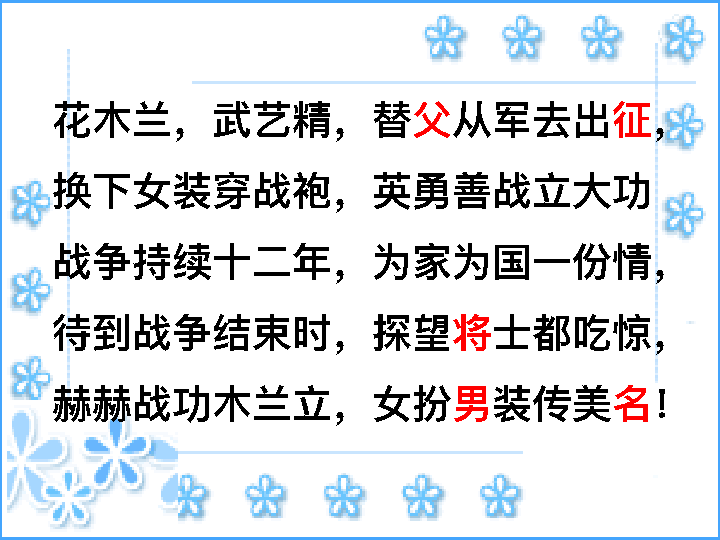 花木兰，武艺精，替父从军去出征，
换下女装穿战袍，英勇善战立大功
战争持续十二年，为家为国一份情，
待到战争结束时，探望将士都吃惊，
赫赫战功木兰立，女扮男装传美名！